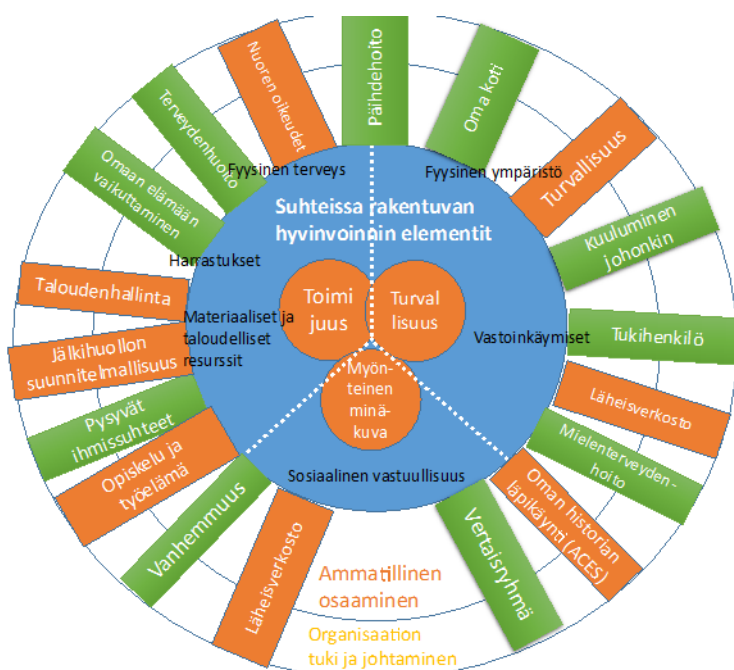 Päihdehoito
Oma koti
Turvallisuus
Kuuluminen
johonkin
Tukihenkilö
Läheisverkosto
Mielenterveyden-
hoito
Oman historian
läpikäynti (ACES)
Vertaisryhmä
Läheisverkosto
Vanhemmuus
Opiskelu ja
työelämä
Pysyvät
ihmissuhteet
Jälkihuollon
suunnitelmallisuus
Taloudenhallinta
Omaan elämään
vaikuttaminen
Terveydenhuolto
Nuoren oikeudet
Fyysinen terveys
Fyysinen ympäristö
Suhteissa rakentuvan
hyvinvoinnin elementit
Harrastukset
Materiaaliset ja
taloudelliset
resurssit
Toimi
juus
Turval
lisuus
Vastoinkäymiset
Myön-
teinen
minä-
kuva
Sosiaalinen vastuullisuus
Ammatillinen
osaaminen
Organisaation
tuki ja johtaminen